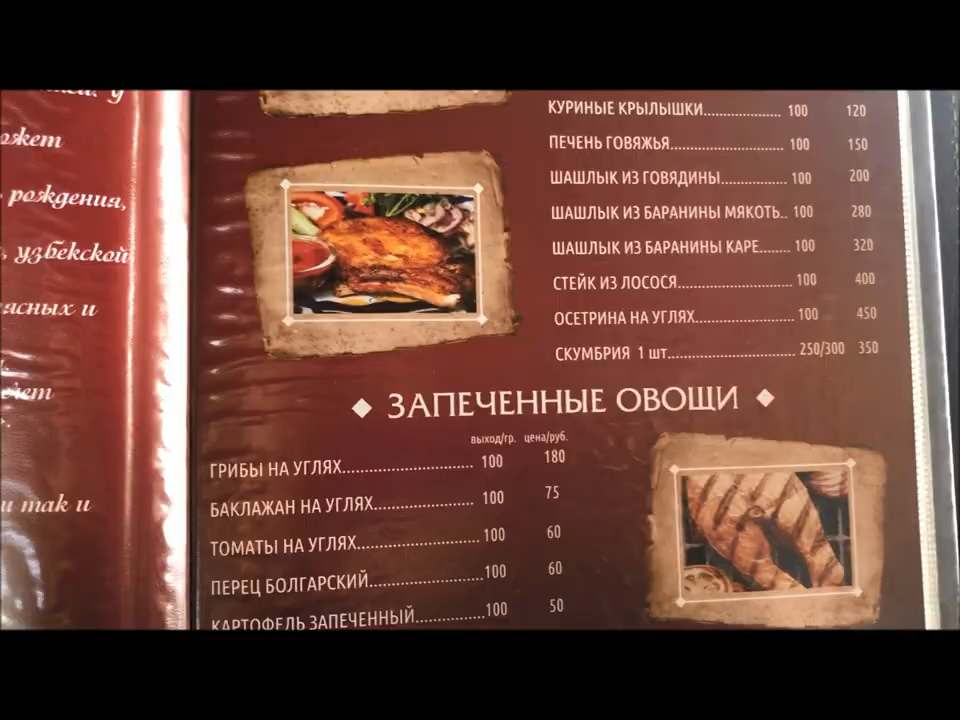 рождения,
узбекской
и
и так и
КУРИНЫЕ КРЫЛЫШКИ.................... 100 120
ПЕЧЕНЬ ГОВЯЖЬЯ............................. 100 150
ШАШЛЫК ИЗ ГОВЯДИНЫ................. 100 200
ШАШЛЫК ИЗ БАРАНИНЫ МЯКОТЬ.. 100 280
ШАШЛЫК ИЗ БАРАНИНЫ КАРЕ........ 100 320
СТЕЙК ИЗ ЛОСОСЯ............................. 100 400
ОСЕТРИНА НА УГЛЯХ......................... 100 450
СКУМБРИЯ 1 шт................................ 250/300 350
ЗАПЕЧЕННЫЕ ОВОЩИ
выход/гр. цена/руб.
ГРИБЫ НА УГЛЯХ............................. 100 180
БАКЛАЖАН НА УГЛЯХ...................... 100 75
ТОМАТЫ НА УГЛЯХ...........................100 60
ПЕРЕЦ БОЛГАРСКИЙ.........................100 60
КАРТОФЕЛЬ ЗАПЕЧЕННЫЙ...............100 50